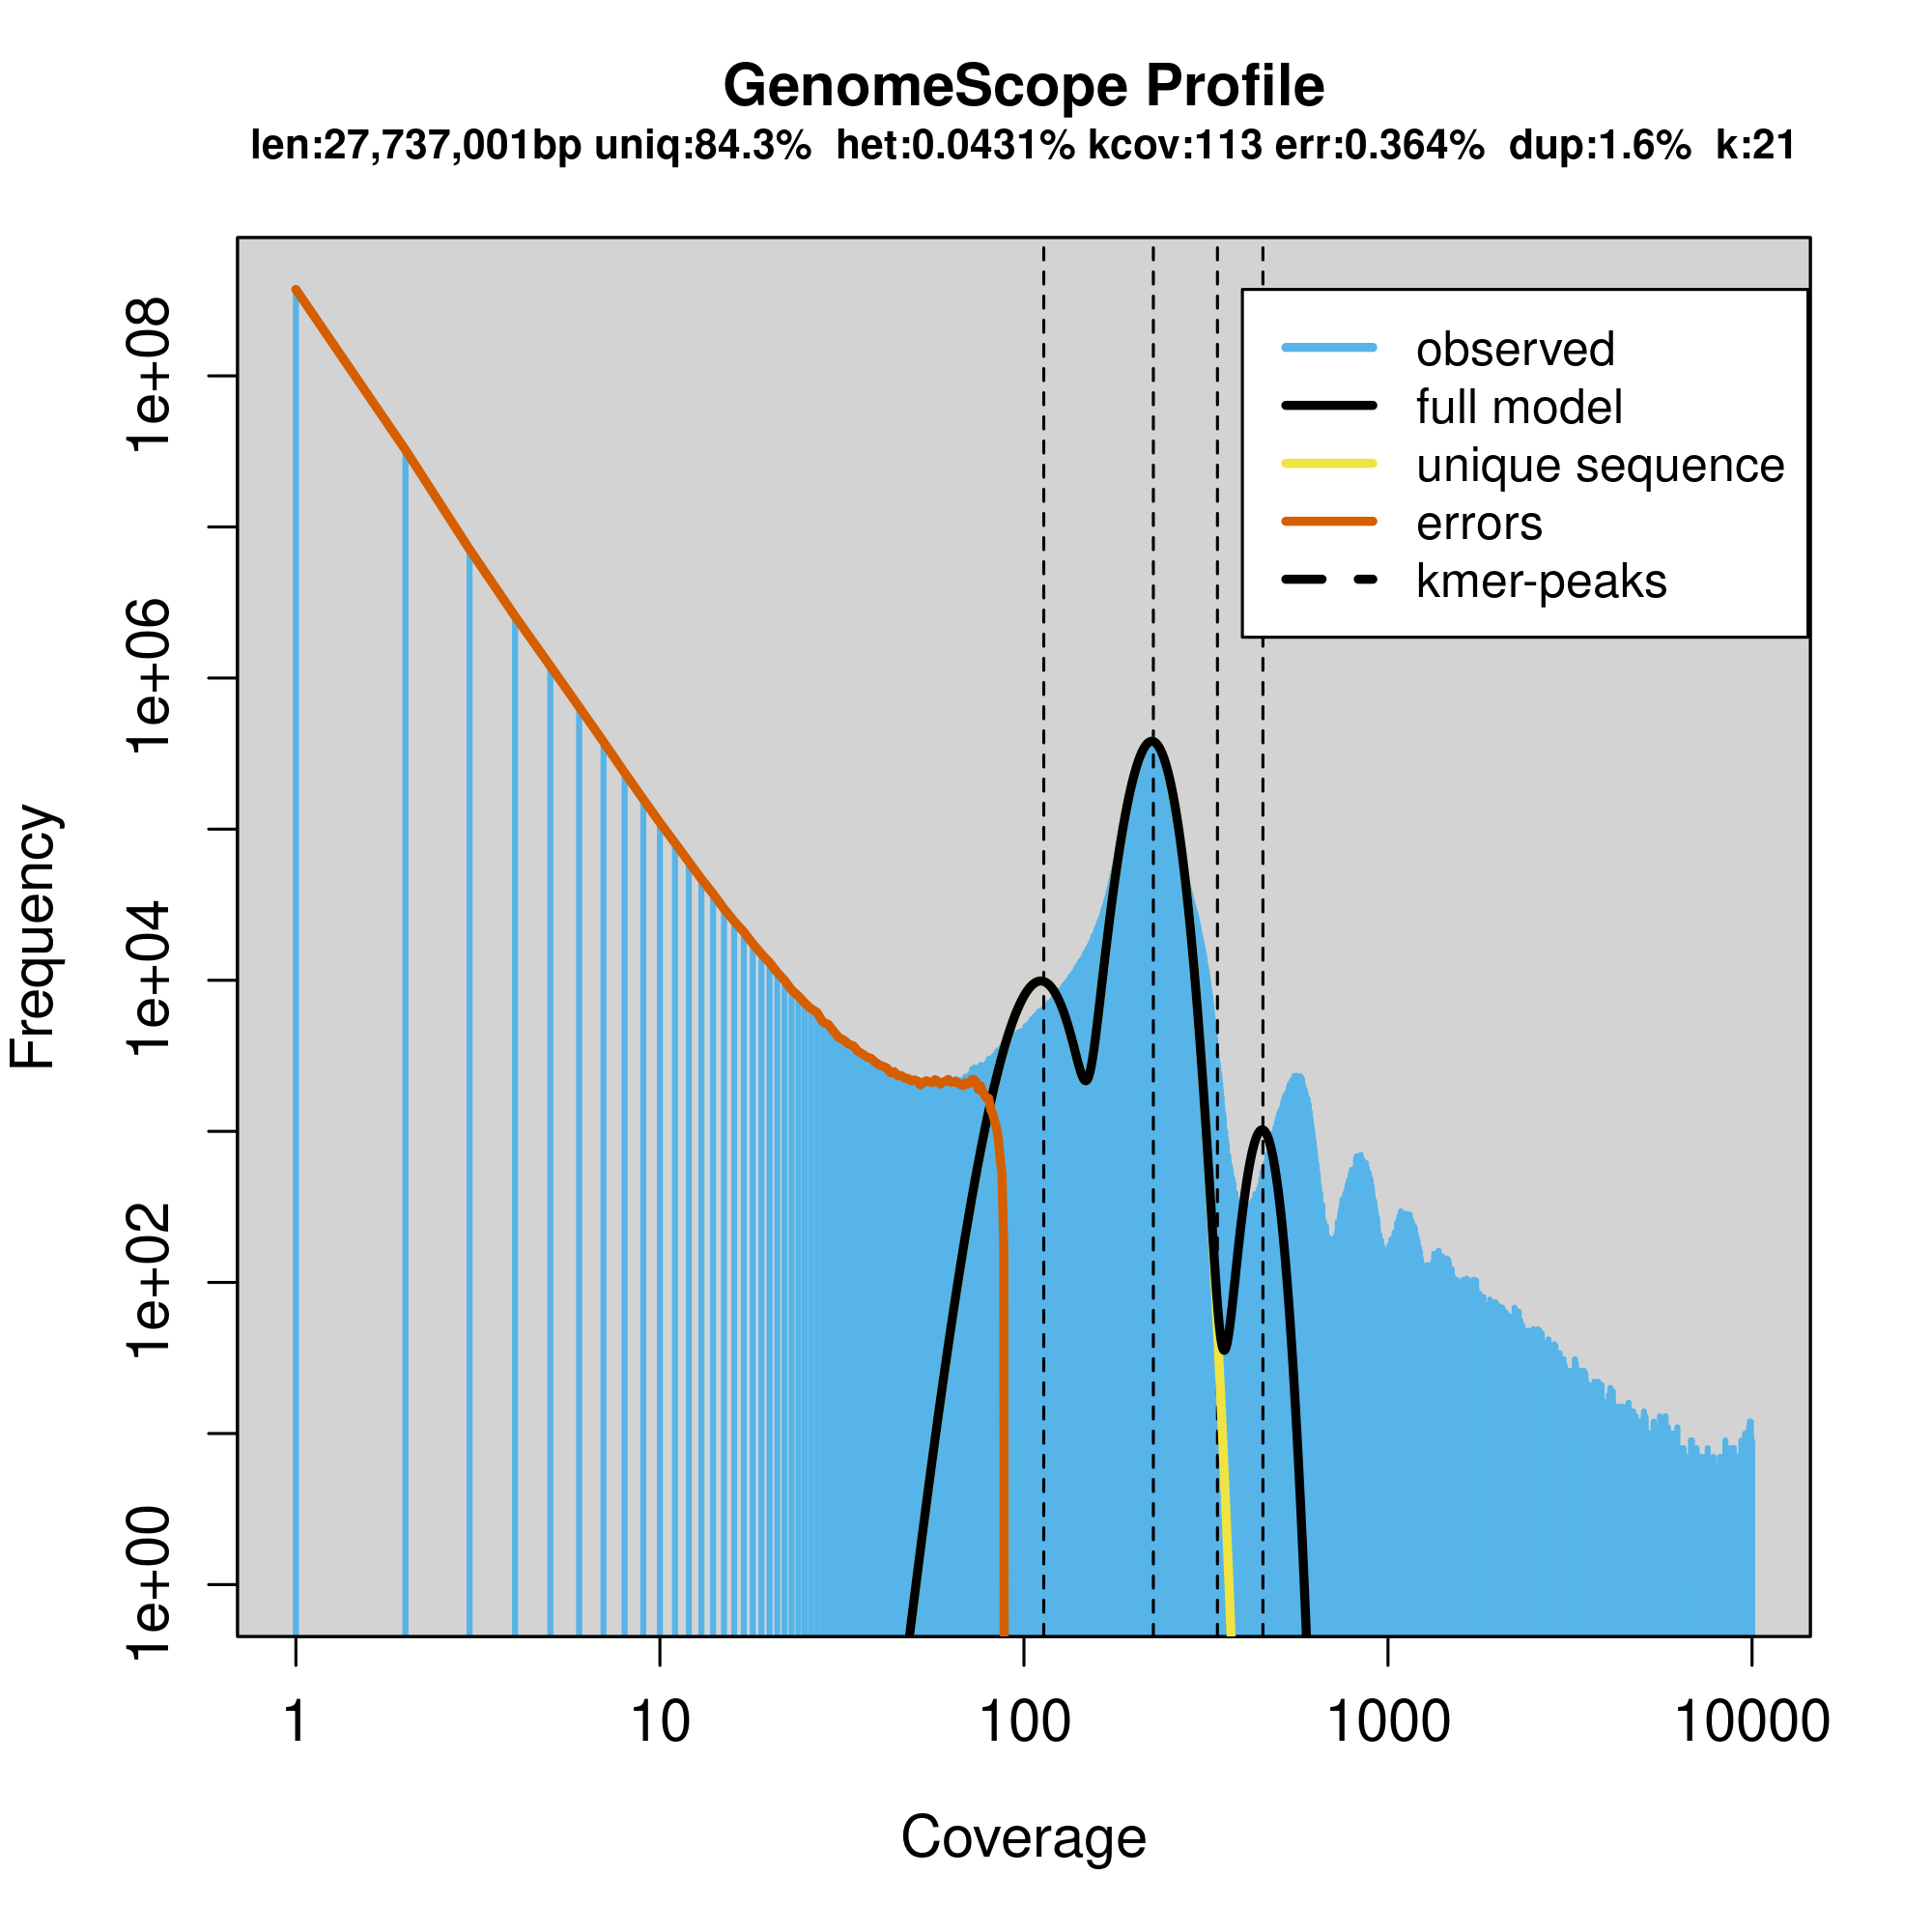 GenomeScope Profile
len:27,737,001bp uniq:84.3% het:0.0431% kcov:113 err:0.364% dup:1.6% k:21
observed
full model
unique sequence
errors
kmer-peaks
Frequency
1e+08
1e+06
1e+04
1e+02
1e+00
1 10 100 1000 10000
Coverage